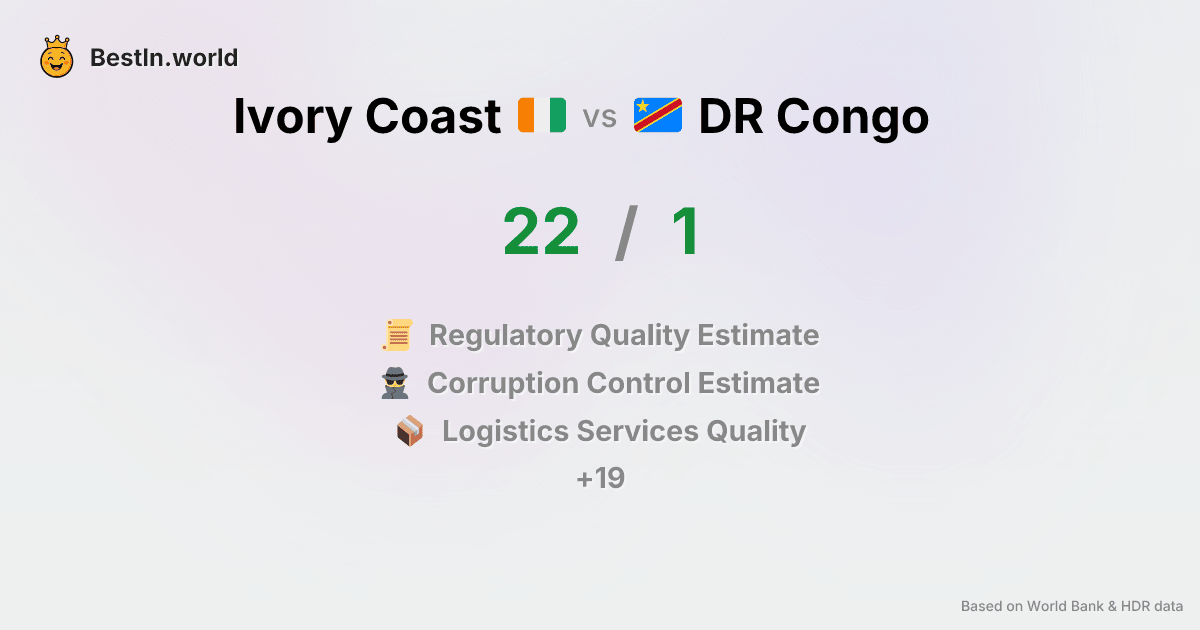 BestIn.world
Ivory Coast vs DR Congo
22 / 1
Regulatory Quality Estimate
Corruption Control Estimate
Logistics Services Quality
+19
Based on World Bank & HDR data